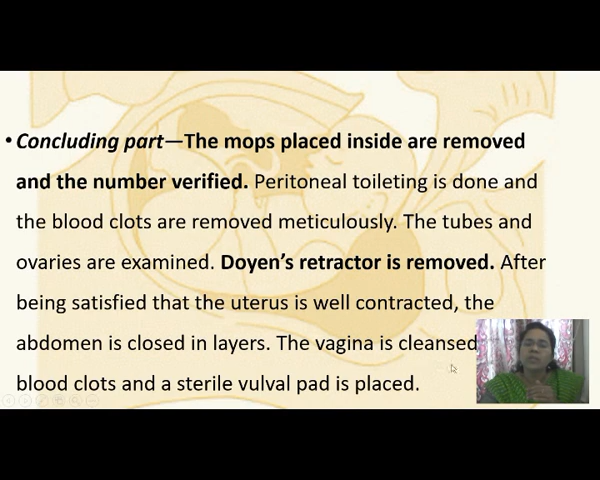 • Concluding part—The mops placed inside are removed
and the number verified. Peritoneal toileting is done and
the blood clots are removed meticulously. The tubes and
ovaries are examined. Doyen’s retractor is removed. After
being satisfied that the uterus is well contracted, the
abdomen is closed in layers. The vagina is cleansed
blood clots and a sterile vulval pad is placed.